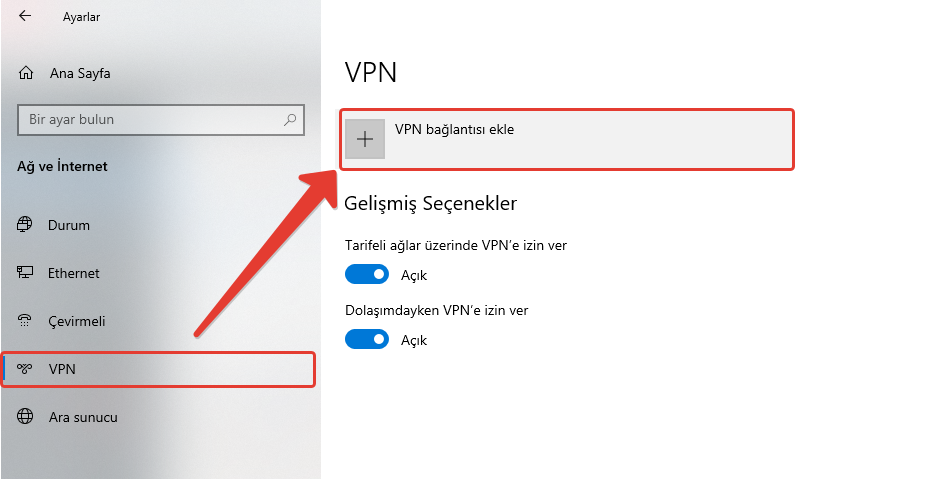 Ayarlar
Ana Sayfa
Bir ayar bulun
Ağ ve İnternet
Durum
Ethernet
Çevirmeli
VPN
Ara sunucu
VPN
VPN bağlantısı ekle
Gelişmiş Seçenekler
Tarifeli ağlar üzerinde VPN’e izin ver
Açık
Dolaşımdayken VPN’e izin ver
Açık